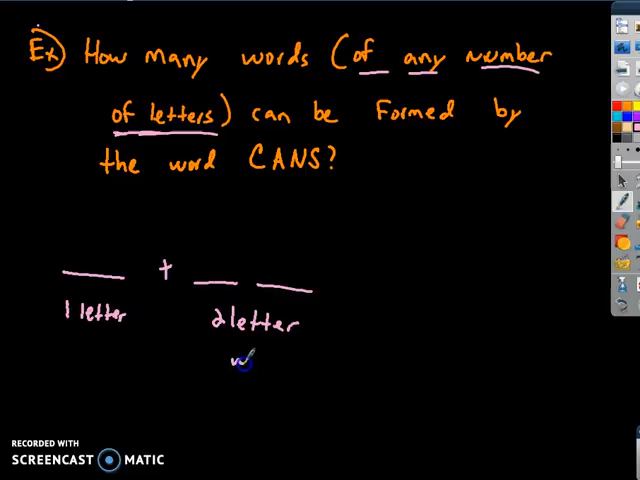 Ex) How many words (of any number
of letters) can be formed by
the word CANS?
+
1 letter
2 letter
w
RECORDED WITH
SCREENCAST MATIC